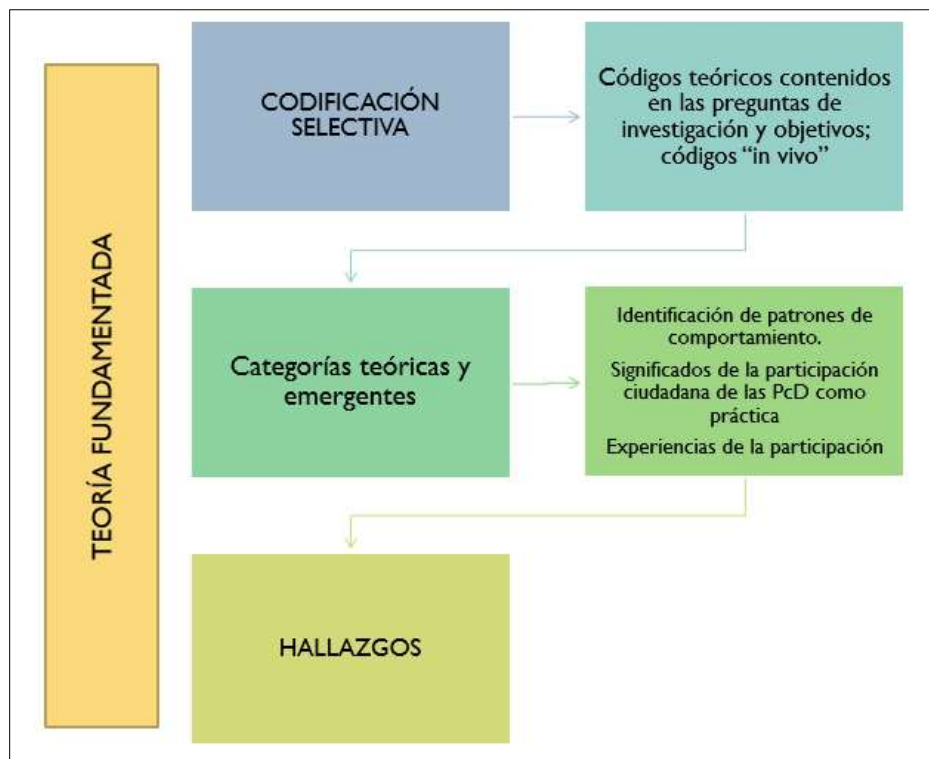 TEORÍA FUNDAMENTADA
CODIFICACIÓN
SELECTIVA
Códigos teóricos contenidos
en las preguntas de
investigación y objetivos;
códigos “in vivo”
Categorías teóricas y
emergentes
Identificación de patrones de
comportamiento.
Significados de la participación
ciudadana de las PcD como
práctica
Experiencias de la participación
HALLAZGOS